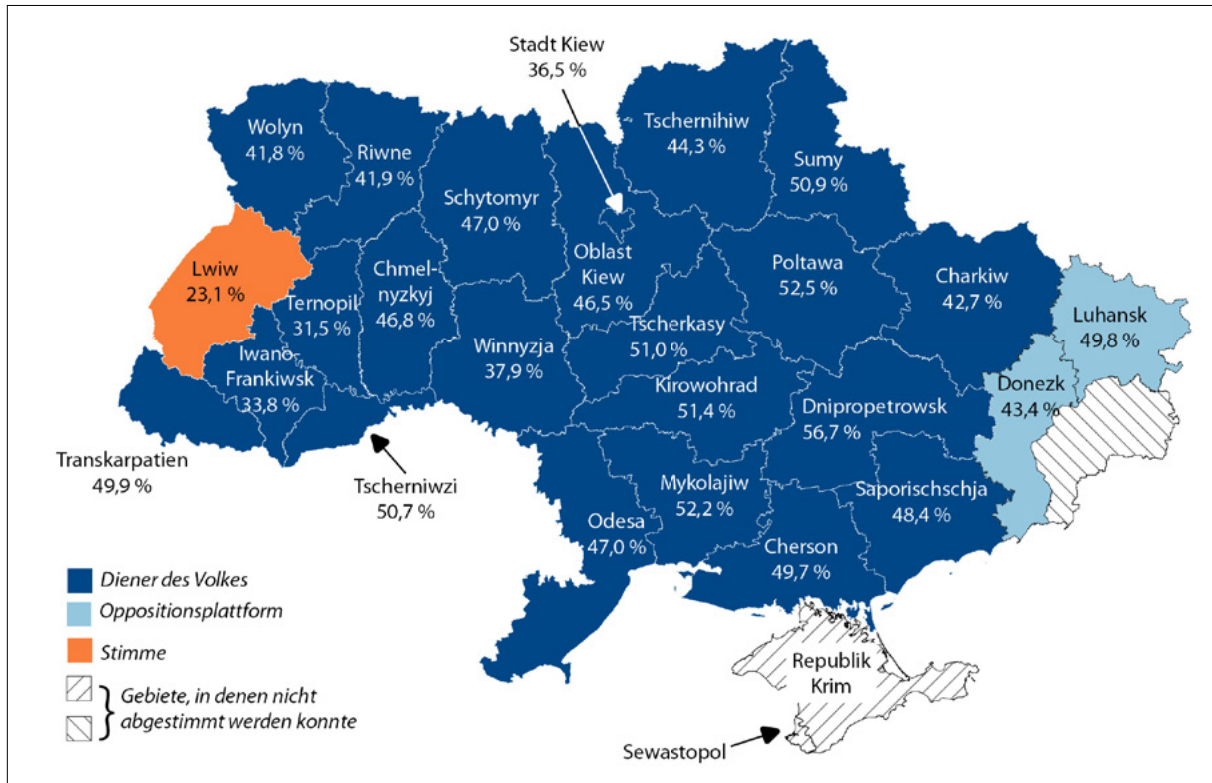 Stadt Kiew
36,5 %
Wolyn
41,8 %
Riwne
41,9 %
Schytomyr
47,0 %
Tschernihiw
44,3 %
Sumy
50,9 %
Lwiw
23,1 %
Ternopil
31,5 %
Chmel-
nyzkyj
46,8 %
Oblast
Kiew
46,5 %
Poltawa
52,5 %
Charkiw
42,7 %
Luhansk
49,8 %
Iwano-
Frankiwsk
33,8 %
Winnyzja
37,9 %
Tscherkasy
51,0 %
Kirowohrad
51,4 %
Dnipropetrowsk
56,7 %
Donezk
43,4 %
Transkarpatien
49,9 %
Tscherniwzi
50,7 %
Odesa
47,0 %
Mykolajiw
52,2 %
Cherson
49,7 %
Saporischschja
48,4 %
Diener des Volkes
Oppositionsplattform
Stimme
Gebiete, in denen nicht
abgestimmt werden konnte
Republik
Krim
Sewastopol